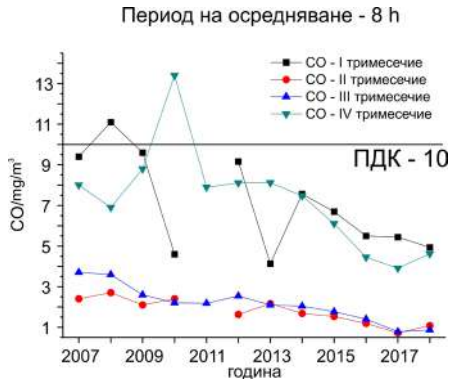 Период на осредняване - 8 h
CO - I тримесечие
CO - II тримесечие
CO - III тримесечие
CO - IV тримесечие
ПДК - 10
CO/mg/m³
13
11
9
7
5
3
1
2007 2009 2011 2013 2015 2017
година